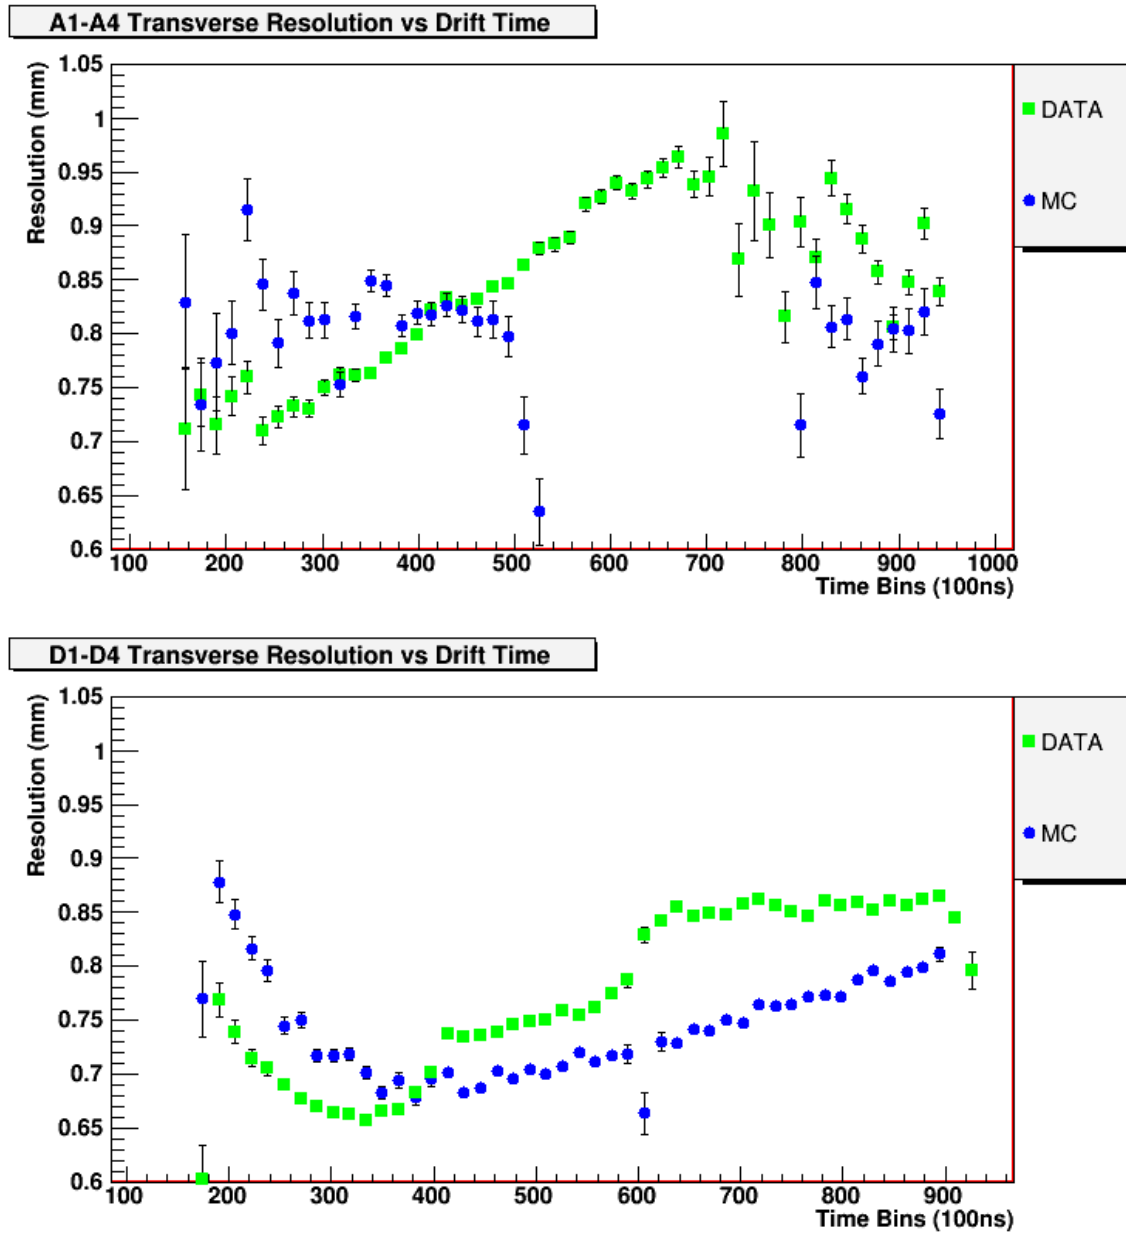 A1-A4 Transverse Resolution vs Drift Time
Resolution (mm)
1.05
1
0.95
0.9
0.85
0.8
0.75
0.7
0.65
0.6
100 200 300 400 500 600 700 800 900 1000
Time Bins (100ns)
DATA
MC
D1-D4 Transverse Resolution vs Drift Time
Resolution (mm)
1.05
1
0.95
0.9
0.85
0.8
0.75
0.7
0.65
0.6
100 200 300 400 500 600 700 800 900
Time Bins (100ns)
DATA
MC